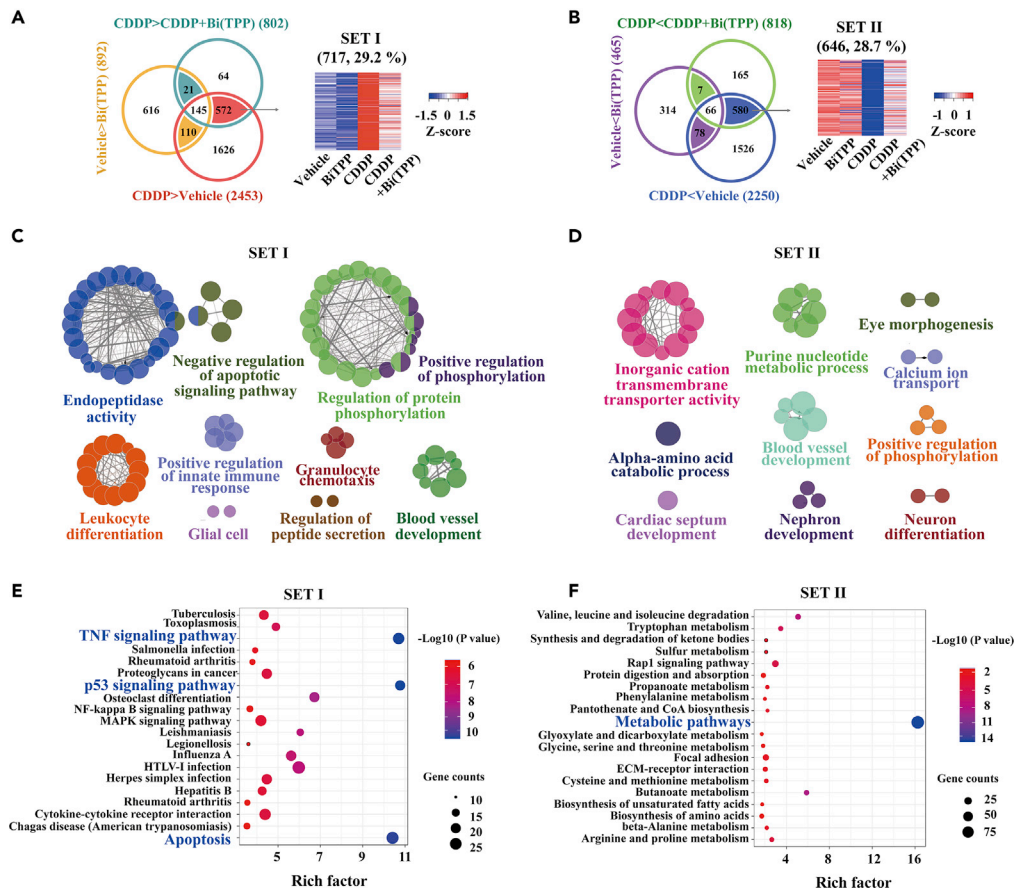 A
CDDP>CDDP+Bi(TPP) (802)
Vehicle>Bi(TPP) (892)
64
21
616
145
572
110
1626
CDDP>Vehicle (2453)
SET I
(717, 29.2 %)
Vehicle
BiTPP
CDDP
CDDP
+Bi(TPP)
-1.5 1.5
Z-score
B
CDDP<CDDP+Bi(TPP) (818)
Vehicle<Bi(TPP) (465)
165
7
314
66
580
78
1526
CDDP<Vehicle (2250)
SET II
(646, 28.7 %)
Vehicle
BiTPP
CDDP
CDDP
+Bi(TPP)
-1 0 1
Z-score
C
SET I
Endopeptidase
activity
Negative regulation
of apoptotic
signaling pathway
Positive regulation
of phosphorylation
Regulation of protein
phosphorylation
Leukocyte
differentiation
Positive regulation
of innate immune
response
Glial cell
Granulocyte
chemotaxis
Regulation of
peptide secretion
Blood vessel
development
D
SET II
Inorganic cation
transmembrane
transporter activity
Purine nucleotide
metabolic process
Eye morphogenesis
Calcium ion
transport
Alpha-amino acid
catabolic process
Blood vessel
development
Positive regulation
of phosphorylation
Cardiac septum
development
Nephron
development
Neuron
differentiation
E
SET I
Tuberculosis
Toxoplasmosis
TNF signaling pathway
Salmonella infection
Rheumatoid arthritis
Proteoglycans in cancer
p53 signaling pathway
Osteoclast differentiation
NF-kappa B signaling pathway
MAPK signaling pathway
Leishmaniasis
Legionellosis
Influenza A
HTLV-I infection
Herpes simplex infection
Hepatitis B
Rheumatoid arthritis
Cytokine-cytokine receptor interaction
Chagas disease (American trypanosomiasis)
Apoptosis
5 7 9 11
Rich factor
-Log10 (P value)
6
7
8
9
10
Gene counts
10
15
20
25
F
SET II
Valine, leucine and isoleucine degradation
Tryptophan metabolism
Synthesis and degradation of ketone bodies
Sulfur metabolism
Rap1 signaling pathway
Protein digestion and absorption
Propanoate metabolism
Phenylalanine metabolism
Pantothenate and CoA biosynthesis
Metabolic pathways
Glyoxylate and dicarboxylate metabolism
Glycine, serine and threonine metabolism
Focal adhesion
ECM-receptor interaction
Cysteine and methionine metabolism
Butanoate metabolism
Biosynthesis of unsaturated fatty acids
Biosynthesis of amino acids
beta-Alanine metabolism
Arginine and proline metabolism
4 8 12 16
Rich factor
-Log10 (P value)
2
5
8
11
14
Gene counts
25
50
75